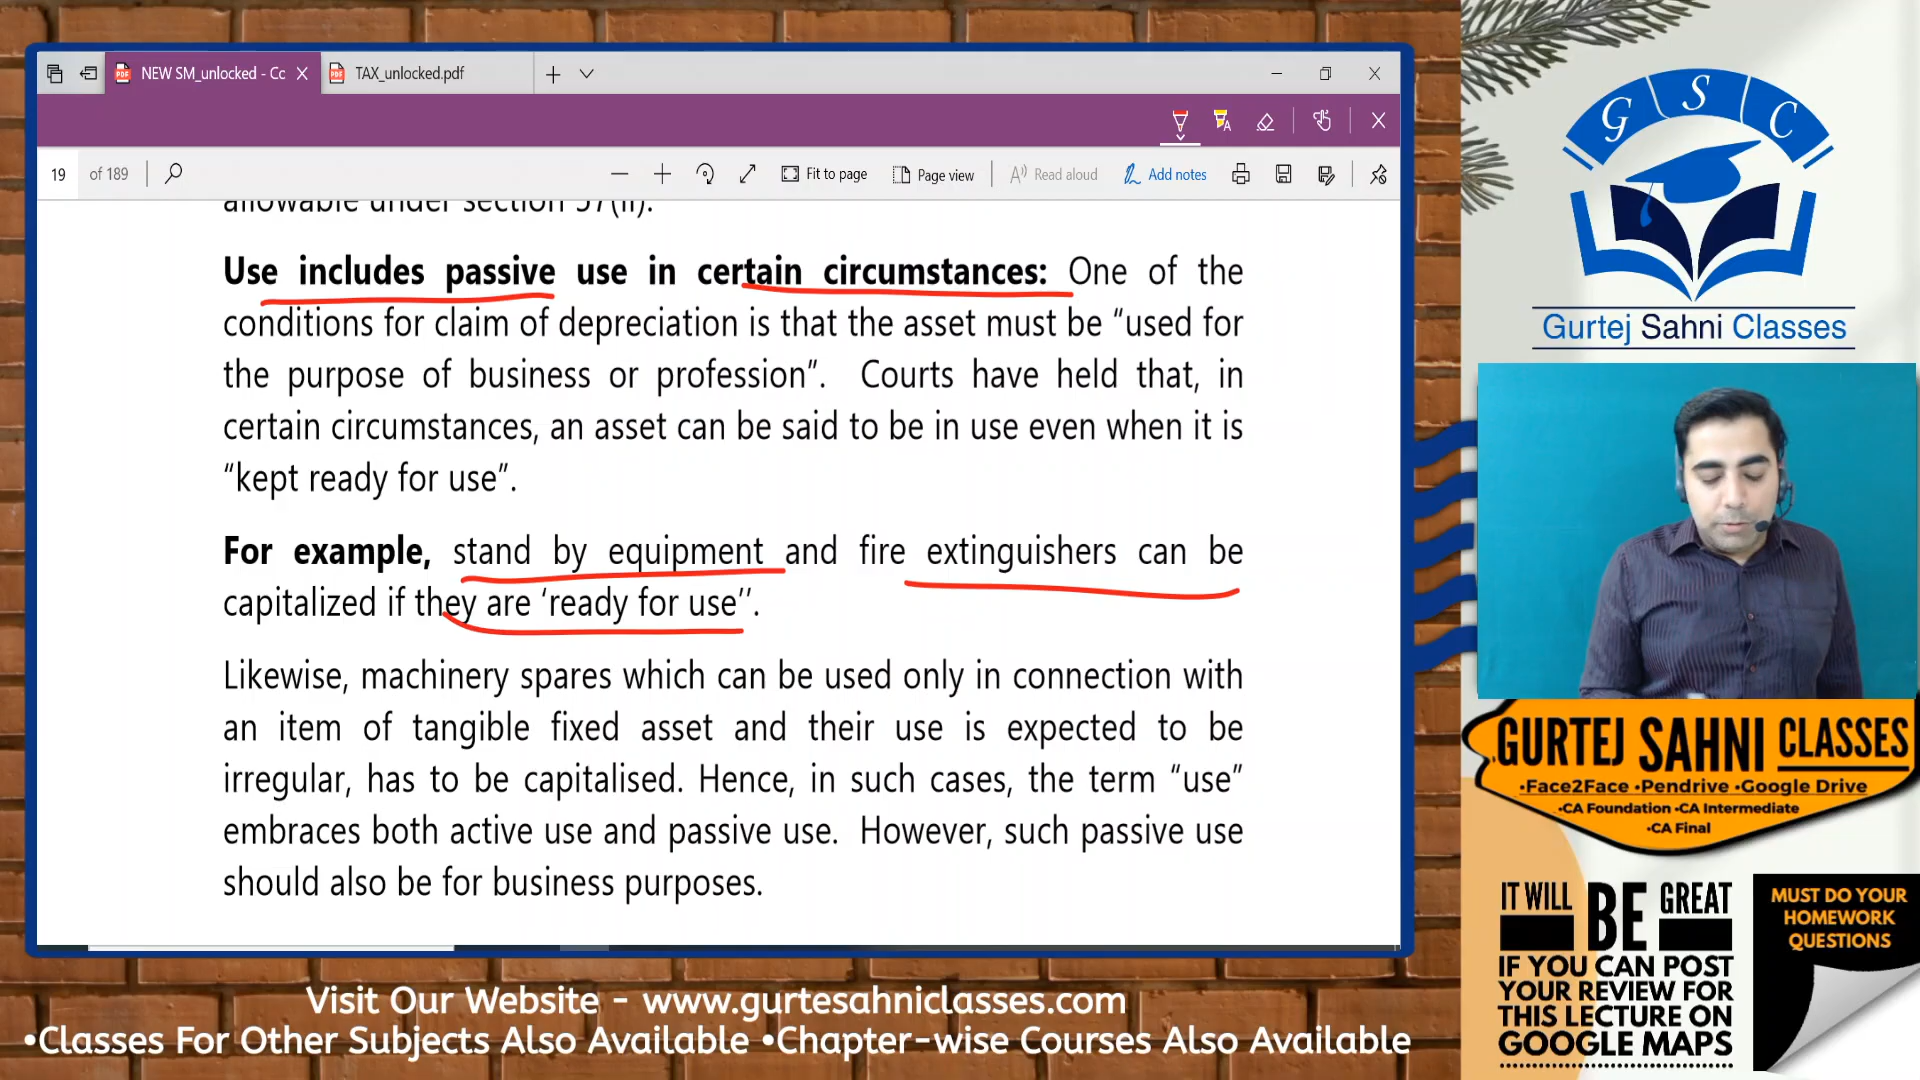 NEW SM_unlocked - Cc
TAX_unlocked.pdf
19 of 189
Fit to page
Page view
Read aloud
Add notes
allowable under section 57(ii).
Use includes passive use in certain circumstances: One of the
conditions for claim of depreciation is that the asset must be “used for
the purpose of business or profession”. Courts have held that, in
certain circumstances, an asset can be said to be in use even when it is
“kept ready for use”.
For example, stand by equipment and fire extinguishers can be
capitalized if they are ‘ready for use’’.
Likewise, machinery spares which can be used only in connection with
an item of tangible fixed asset and their use is expected to be
irregular, has to be capitalised. Hence, in such cases, the term “use”
embraces both active use and passive use. However, such passive use
should also be for business purposes.
G S C
Gurtej Sahni Classes
GURTEJ SAHNI CLASSES
•Face2Face •Pendrive •Google Drive
•CA Foundation •CA Intermediate
•CA Final
IT WILL BE GREAT
IF YOU CAN POST
YOUR REVIEW FOR
THIS LECTURE ON
GOOGLE MAPS
MUST DO YOUR
HOMEWORK
QUESTIONS
Visit Our Website - www.gurtesahniclasses.com
•Classes For Other Subjects Also Available •Chapter-wise Courses Also Available